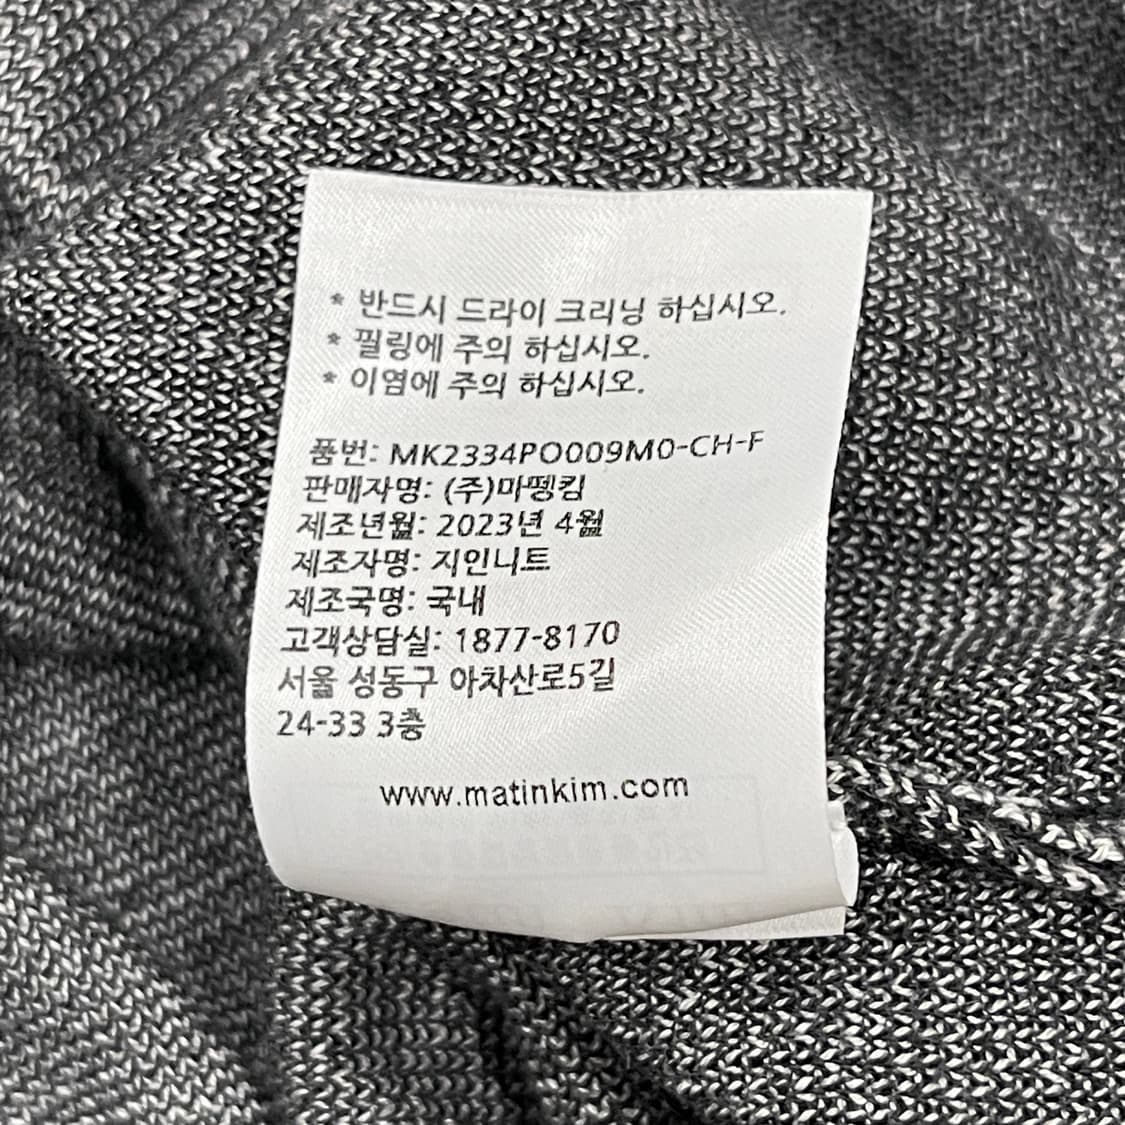 * 반드시 드라이 크리닝 하십시오.
* 필링에 주의 하십시오.
* 이염에 주의 하십시오.
품번: MK2334PO009M0-CH-F
판매자명: (주)마뗑킴
제조년월: 2023년 4월
제조자명: 지인니트
제조국명: 국내
고객상담실: 1877-8170
서울 성동구 아차산로5길
24-33 3층
www.matinkim.com